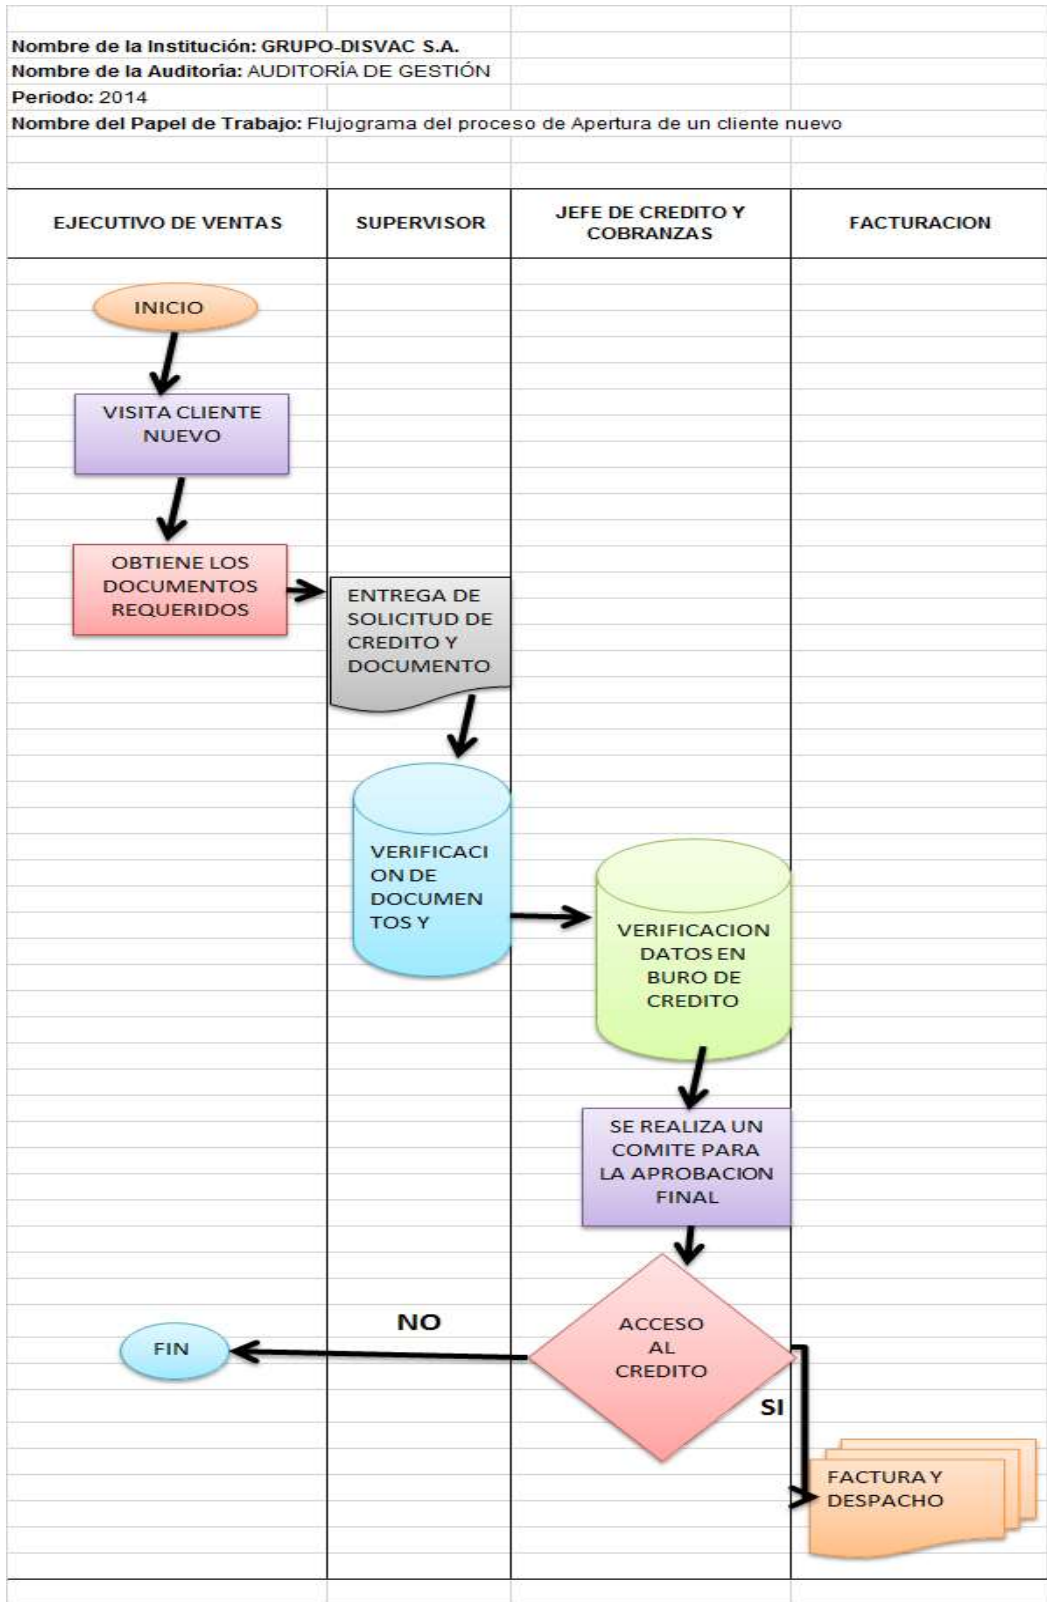 Nombre de la Institución: GRUPO-DISVAC S.A.
Nombre de la Auditoría: AUDITORÍA DE GESTIÓN
Periodo: 2014
Nombre del Papel de Trabajo: Flujograma del proceso de Apertura de un cliente nuevo
EJECUTIVO DE VENTAS
SUPERVISOR
JEFE DE CREDITO Y
COBRANZAS
FACTURACION
INICIO
VISITA CLIENTE
NUEVO
OBTIENE LOS
DOCUMENTOS
REQUERIDOS
ENTREGA DE
SOLICITUD DE
CREDITO Y
DOCUMENTO
VERIFICACI
ON DE
DOCUMEN
TOS Y
VERIFICACION
DATOS EN
BURO DE
CREDITO
SE REALIZA UN
COMITE PARA
LA APROBACION
FINAL
ACCESO
AL
CREDITO
NO
FIN
SI
FACTURA Y
DESPACHO